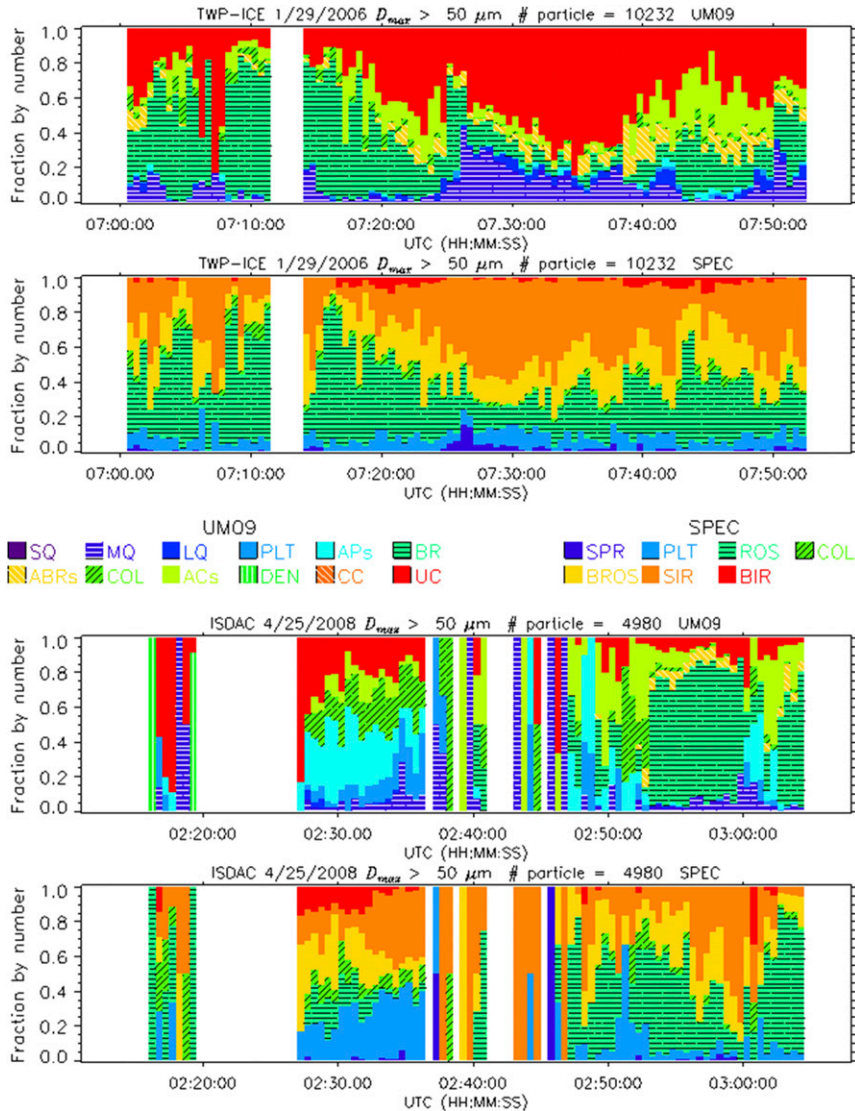 TWP-ICE 1/29/2006 Dmax > 50 μm # particle = 10232 UM09
Fraction by number
1.0
0.8
0.6
0.4
0.2
0.0
07:00:00 07:10:00 07:20:00 07:30:00 07:40:00 07:50:00
UTC (HH:MM:SS)
TWP-ICE 1/29/2006 Dmax > 50 μm # particle = 10232 SPEC
Fraction by number
1.0
0.8
0.6
0.4
0.2
0.0
07:00:00 07:10:00 07:20:00 07:30:00 07:40:00 07:50:00
UTC (HH:MM:SS)
UM09
SQ MQ LQ PLT APs BR
ABRs COL ACs DEN CC UC
SPEC
SPR PLT ROS COL
BROS SIR BIR
ISDAC 4/25/2008 Dmax > 50 μm # particle = 4980 UM09
Fraction by number
1.0
0.8
0.6
0.4
0.2
0.0
02:20:00 02:30:00 02:40:00 02:50:00 03:00:00
UTC (HH:MM:SS)
ISDAC 4/25/2008 Dmax > 50 μm # particle = 4980 SPEC
Fraction by number
1.0
0.8
0.6
0.4
0.2
0.0
02:20:00 02:30:00 02:40:00 02:50:00 03:00:00
UTC (HH:MM:SS)